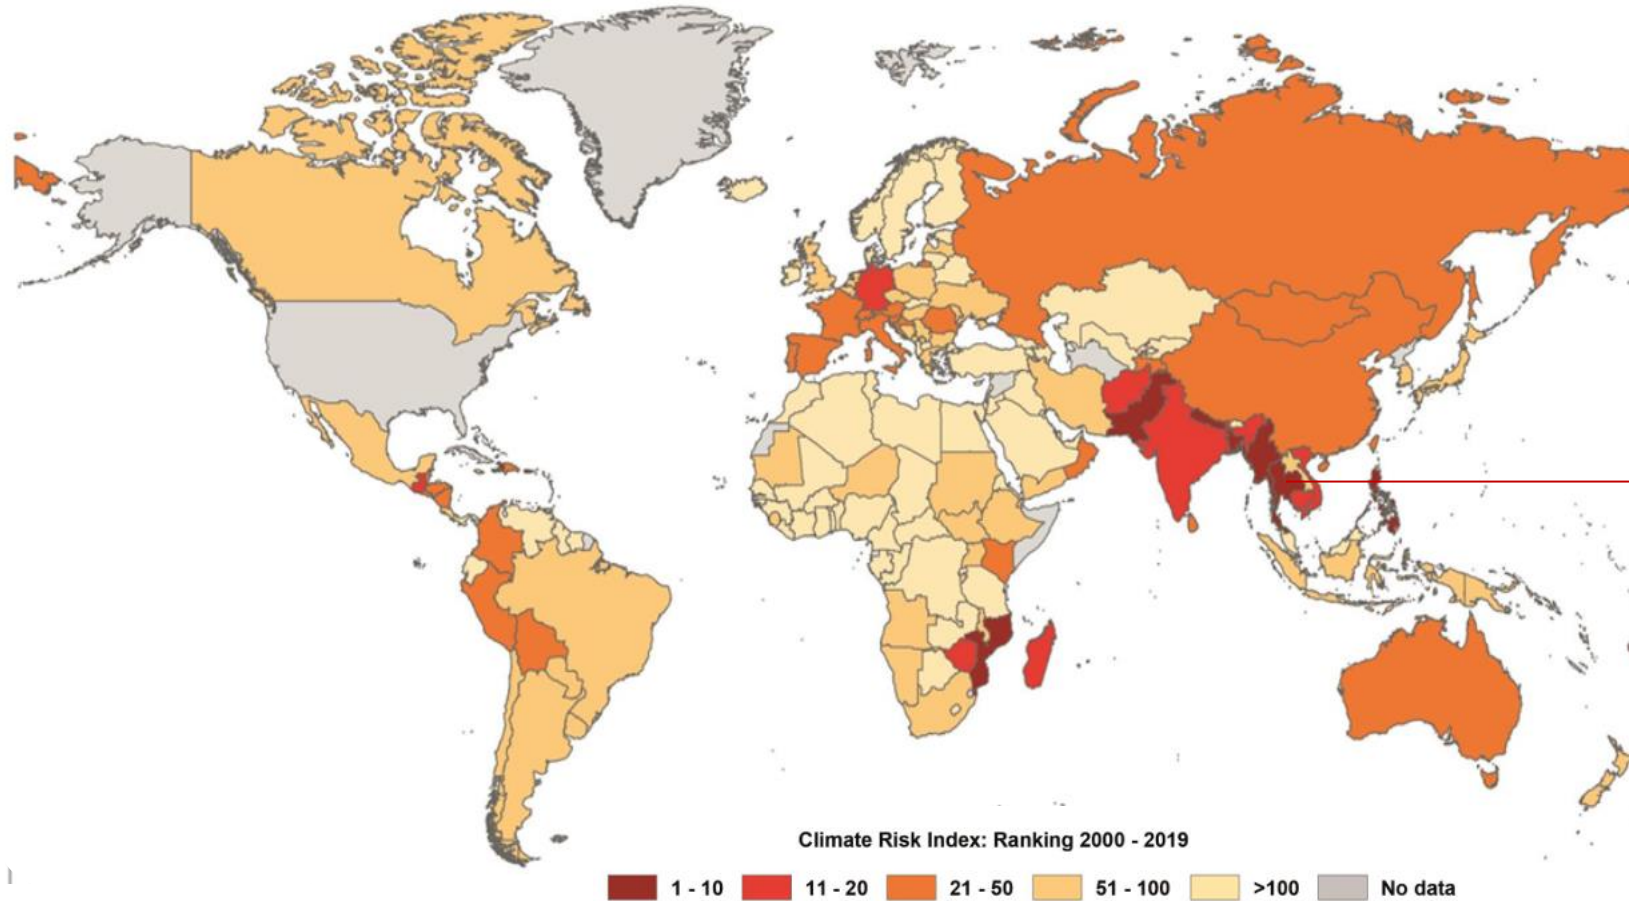 Climate Risk Index: Ranking 2000 - 2019
1 - 10 11 - 20 21 - 50 51 - 100 >100 No data